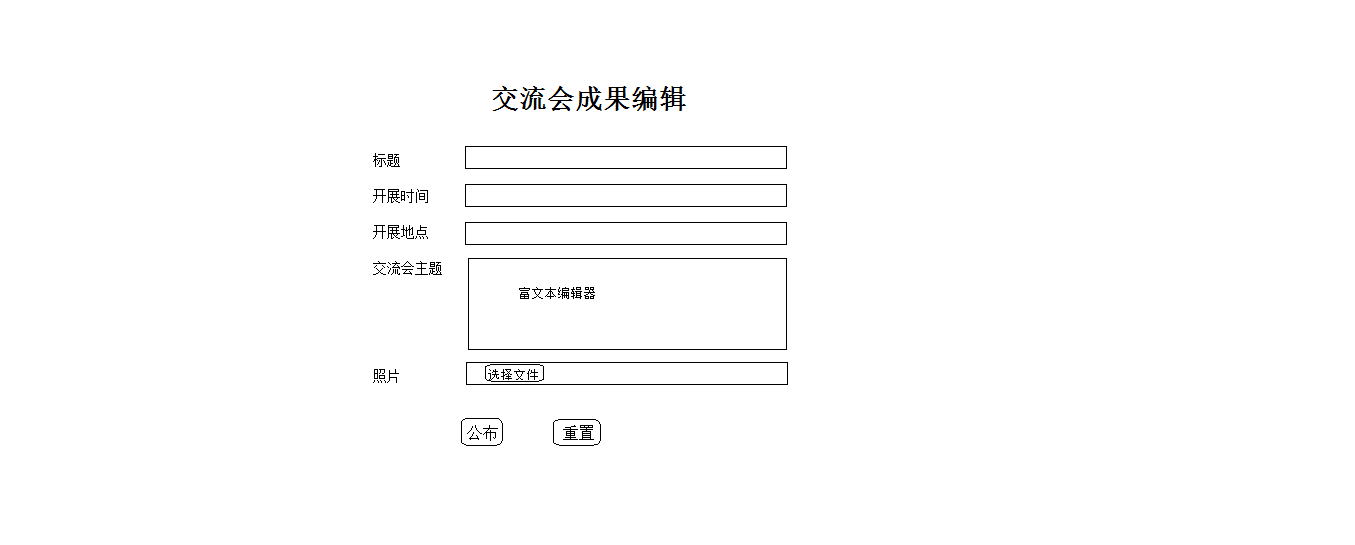 交流会成果编辑
标题
开展时间
开展地点
交流会主题
富文本编辑器
照片
选择文件
公布
重置